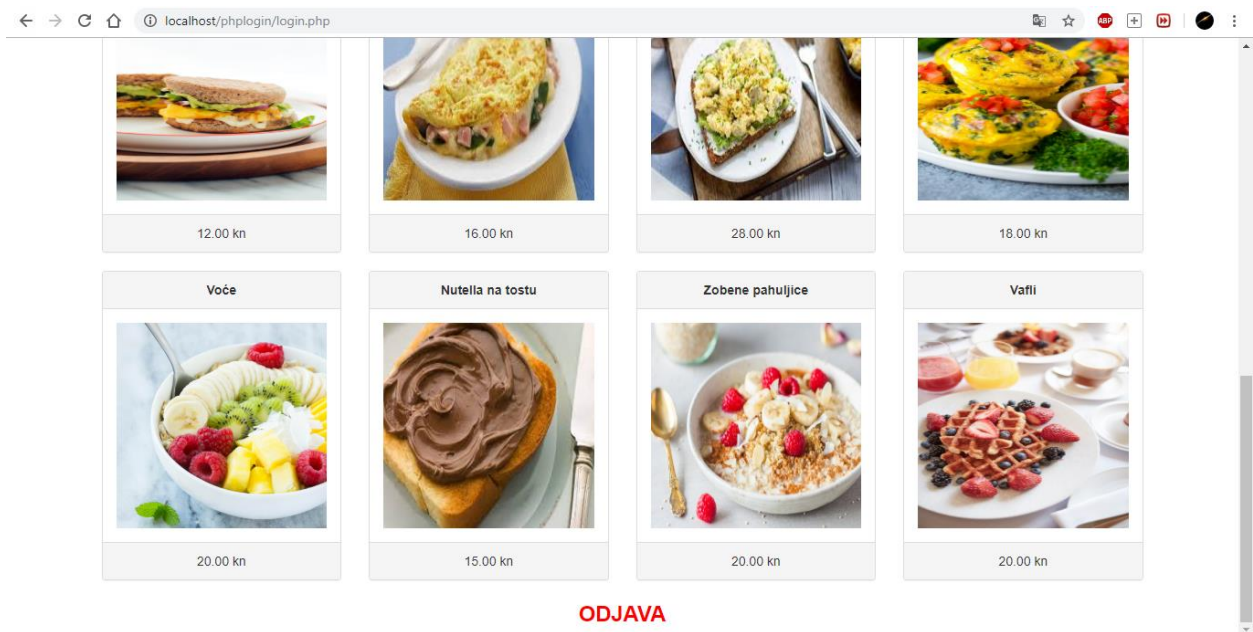 localhost/phplogin/login.php
ABP
12.00 kn
16.00 kn
28.00 kn
18.00 kn
Voće
Nutella na tostu
Zobene pahuljice
Vafli
20.00 kn
15.00 kn
20.00 kn
20.00 kn
ODJAVA